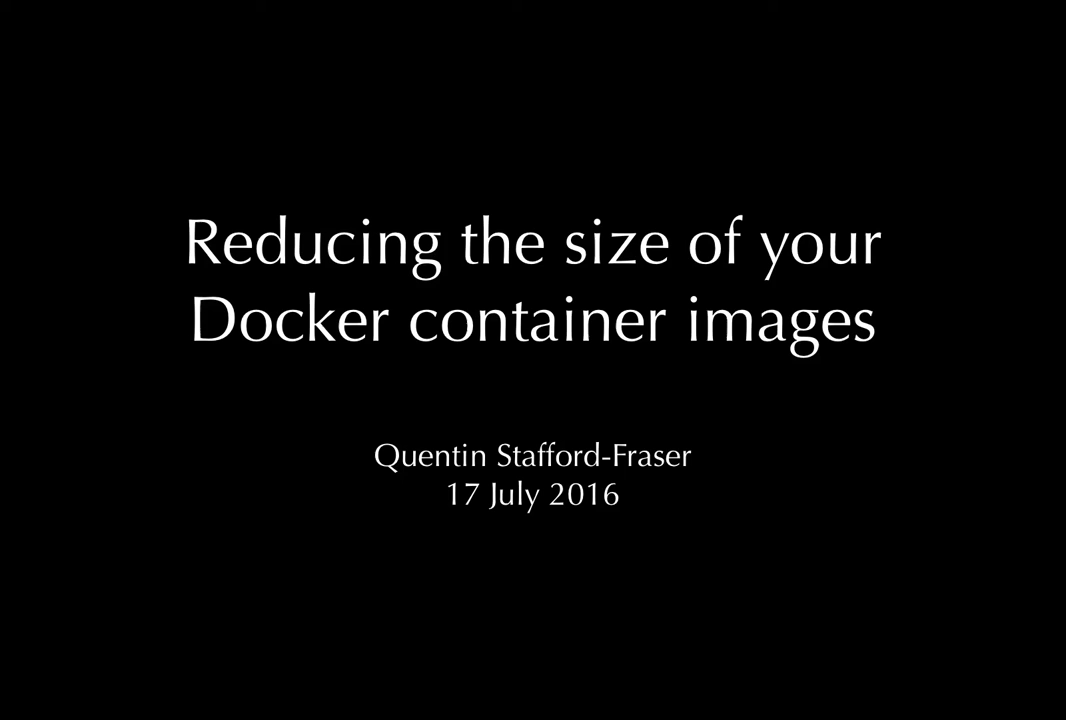 Reducing the size of your
Docker container images
Quentin Stafford-Fraser
17 July 2016